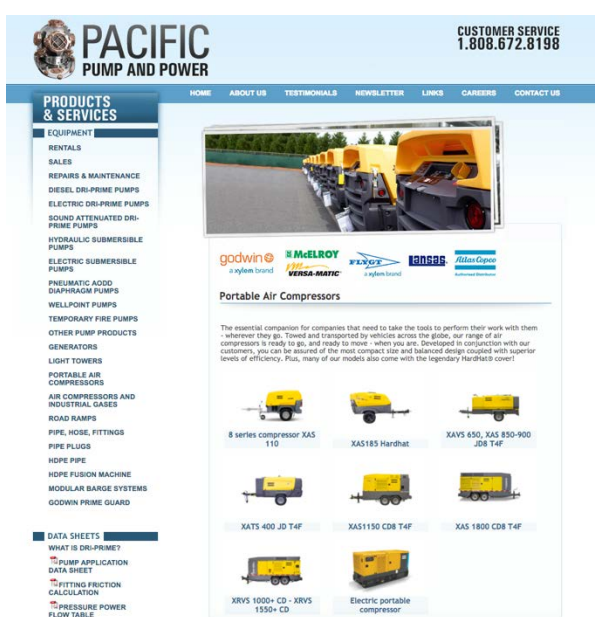 PACIFIC
PUMP AND POWER
CUSTOMER SERVICE
1.808.672.8198
HOME ABOUT US TESTIMONIALS NEWSLETTER LINKS CAREERS CONTACT US
PRODUCTS
& SERVICES
EQUIPMENT
RENTALS
SALES
REPAIRS & MAINTENANCE
DIESEL DRI-PRIME PUMPS
ELECTRIC DRI-PRIME PUMPS
SOUND ATTENUATED DRI-
PRIME PUMPS
HYDRAULIC SUBMERSIBLE
PUMPS
ELECTRIC SUBMERSIBLE
PUMPS
PNEUMATIC AODD
DIAPHRAGM PUMPS
WELLPOINT PUMPS
TEMPORARY FIRE PUMPS
OTHER PUMP PRODUCTS
GENERATORS
LIGHT TOWERS
PORTABLE AIR
COMPRESSORS
AIR COMPRESSORS AND
INDUSTRIAL GASES
ROAD RAMPS
PIPE, HOSE, FITTINGS
PIPE PLUGS
HDPE PIPE
HDPE FUSION MACHINE
MODULAR BARGE SYSTEMS
GODWIN PRIME GUARD
DATA SHEETS
WHAT IS DRI-PRIME?
PUMP APPLICATION
DATA SHEET
FITTING FRICTION
CALCULATION
PRESSURE POWER
FLOW TABLE
godwin
a xylem brand
McELROY
VERSA-MATIC
FLYGT
a xylem brand
LANSAS
Atlas Copco
Authorized Distributor
Portable Air Compressors
The essential companion for companies that need to take the tools to perform their work with them
- wherever they go. Towed and transported by vehicles across the globe, our range of air
compressors is ready to go, and ready to move - when you are. Developed in conjunction with our
customers, you can be assured of the most compact size and balanced design coupled with superior
levels of efficiency. Plus, many of our models also come with the legendary HardHat® cover!
8 series compressor XAS
110
XAS185 Hardhat
XAVS 650, XAS 850-900
JD8 T4F
XATS 400 JD T4F
XAS1150 CD8 T4F
XAS 1800 CD8 T4F
XRVS 1000+ CD - XRVS
1550+ CD
Electric portable
compressor